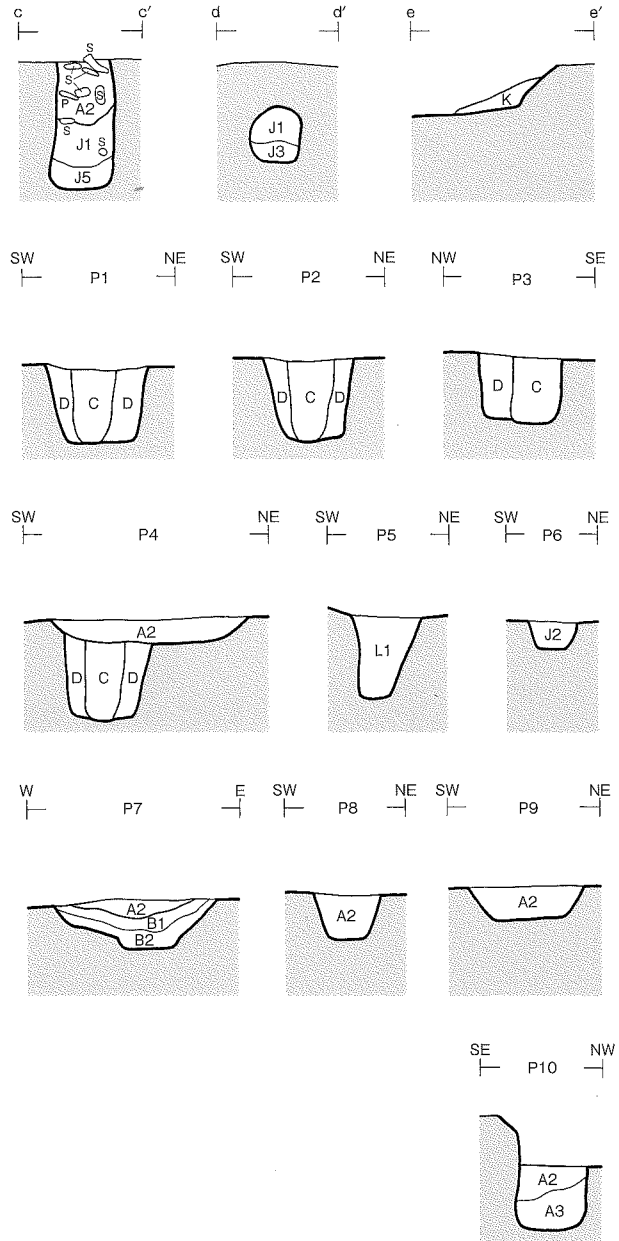 c c′ d d′ e e′
S
S
S
P
A2
S
J1
S
J5
J1
J3
K
SW P1 NE SW P2 NE NW P3 SE
D C D D C D D C
SW P4 NE SW P5 NE SW P6 NE
A2
D C D
L1
J2
W P7 E SW P8 NE SW P9 NE
A2
B1
B2
A2
A2
SE P10 NW
A2
A3